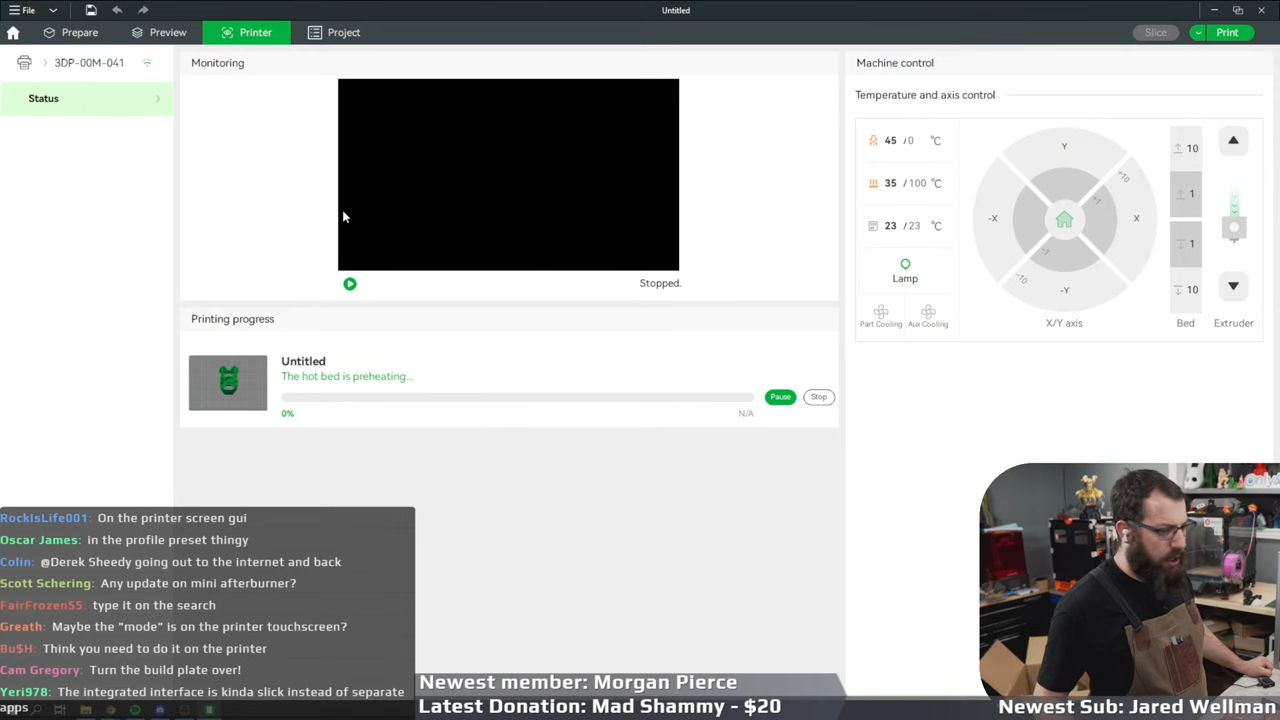 File
Untitled
Prepare
Preview
Printer
Project
Slice
Print
3DP-00M-041
Status
Monitoring
Stopped.
Printing progress
Untitled
The hot bed is preheating...
0%
N/A
Pause
Stop
Machine control
Temperature and axis control
45 /0 °C
35 /100 °C
23 /23 °C
Lamp
Part Cooling
Aux Cooling
Y
+10
+1
-X
X
-1
-10
-Y
X/Y axis
10
1
1
10
Bed
Extruder
RockIsLife001: On the printer screen gui
Oscar James: in the profile preset thingy
Colin: @Derek Sheedy going out to the internet and back
Scott Schering: Any update on mini afterburner?
FairFrozen55: type it on the search
Greath: Maybe the "mode" is on the printer touchscreen?
Bu$H: Think you need to do it on the printer
Cam Gregory: Turn the build plate over!
Yeri978: The integrated interface is kinda slick instead of separate
apps
Newest member: Morgan Pierce
Latest Donation: Mad Shammy - $20
Newest Sub: Jared Wellman